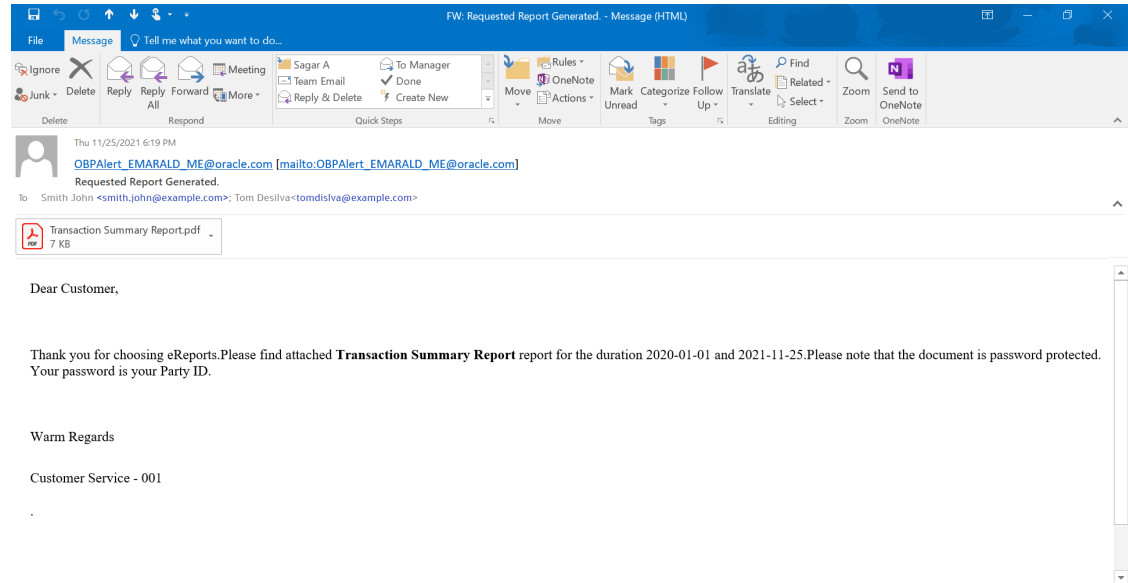 FW: Requested Report Generated. - Message (HTML)
File Message Tell me what you want to do...
Ignore
Junk
Delete
Reply
Reply All
Forward
Meeting
More
Sagar A
Team Email
Reply & Delete
To Manager
Done
Create New
Move
Rules
OneNote
Actions
Mark Unread
Categorize
Follow Up
Translate
Find
Related
Select
Zoom
Send to OneNote
Delete Respond Quick Steps Move Tags Editing Zoom OneNote
Thu 11/25/2021 6:19 PM
OBPAlert_EMARALD_ME@oracle.com [mailto:OBPAlert_EMARALD_ME@oracle.com]
Requested Report Generated.
To Smith John <smith.john@example.com>; Tom Desilva<tomdislva@example.com>
PDF
Transaction Summary Report.pdf
7 KB
Dear Customer,
Thank you for choosing eReports.Please find attached Transaction Summary Report report for the duration 2020-01-01 and 2021-11-25.Please note that the document is password protected.
Your password is your Party ID.
Warm Regards
Customer Service - 001
.